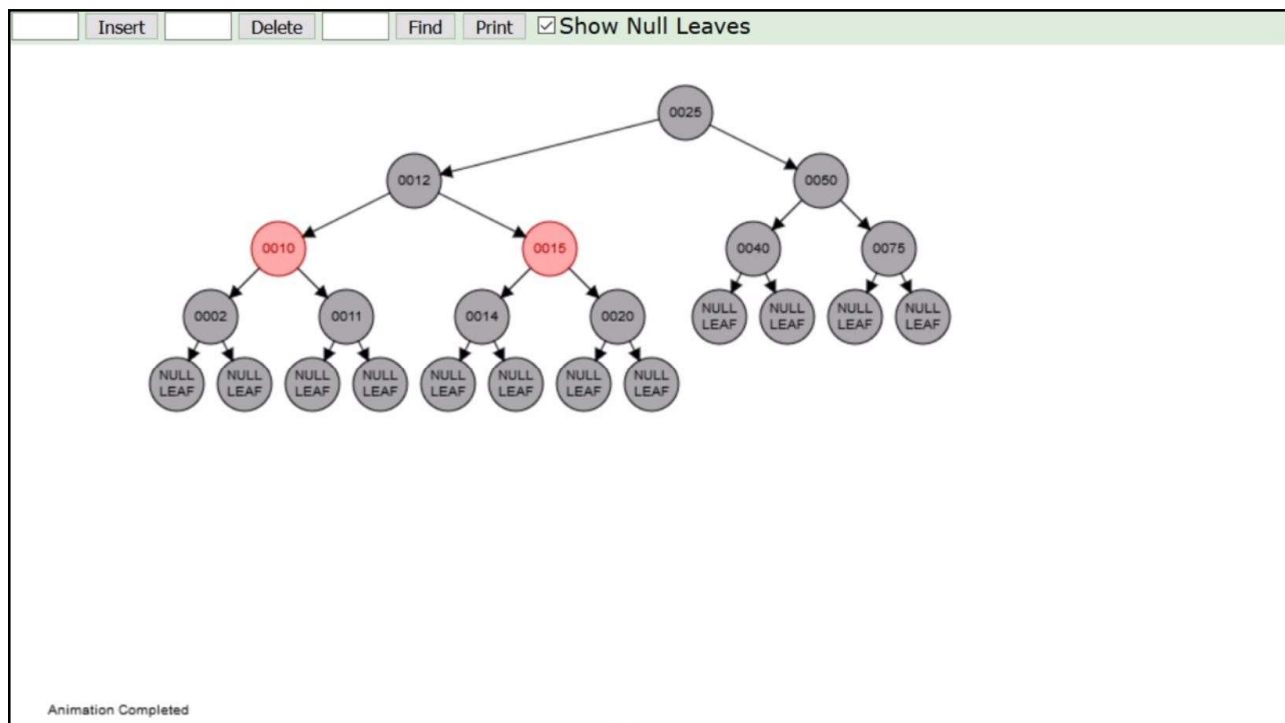 Insert Delete Find Print Show Null Leaves
0025
0012 0050
0010 0015 0040 0075
0002 0011 0014 0020 NULL LEAF NULL LEAF NULL LEAF NULL LEAF
NULL LEAF NULL LEAF NULL LEAF NULL LEAF NULL LEAF NULL LEAF NULL LEAF NULL LEAF
Animation Completed